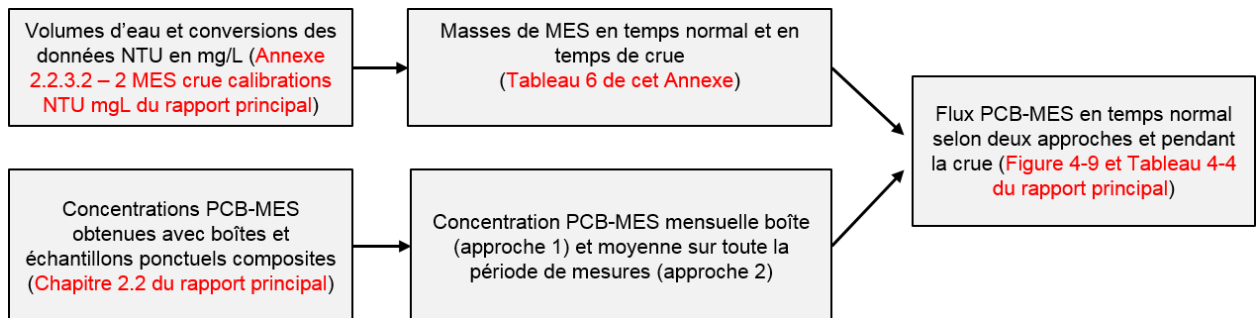 Volumes d'eau et conversions des
données NTU en mg/L (Annexe
2.2.3.2 – 2 MES crue calibrations
NTU mgL du rapport principal)
Masses de MES en temps normal et en
temps de crue
(Tableau 6 de cet Annexe)
Concentrations PCB-MES
obtenues avec boîtes et
échantillons ponctuels composites
(Chapitre 2.2 du rapport principal)
Concentration PCB-MES mensuelle boîte
(approche 1) et moyenne sur toute la
période de mesures (approche 2)
Flux PCB-MES en temps normal
selon deux approches et pendant
la crue (Figure 4-9 et Tableau 4-4
du rapport principal)